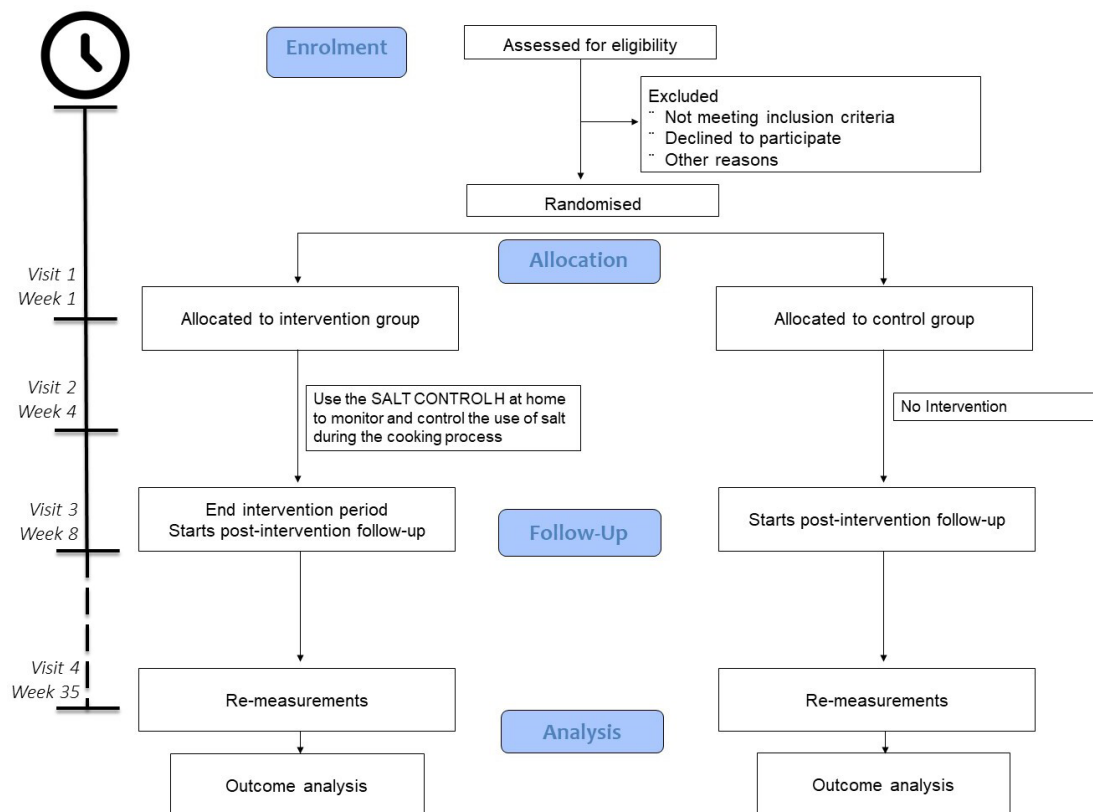 Enrolment
Assessed for eligibility
Excluded
¨ Not meeting inclusion criteria
¨ Declined to participate
¨ Other reasons
Randomised
Allocation
Visit 1
Week 1
Allocated to intervention group
Allocated to control group
Visit 2
Week 4
Use the SALT CONTROL H at home
to monitor and control the use of salt
during the cooking process
No Intervention
Visit 3
Week 8
End intervention period
Starts post-intervention follow-up
Follow-Up
Starts post-intervention follow-up
Visit 4
Week 35
Re-measurements
Re-measurements
Analysis
Outcome analysis
Outcome analysis